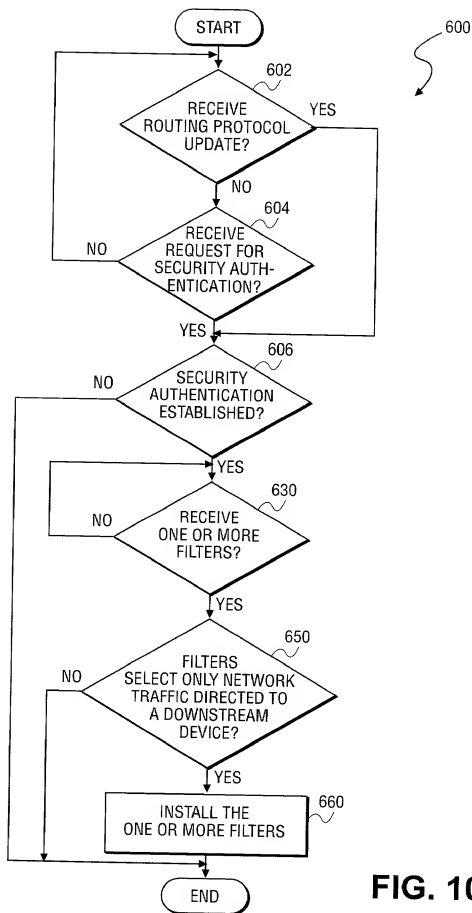 START
600
602
RECEIVE
ROUTING PROTOCOL
UPDATE?
YES
NO
604
RECEIVE
REQUEST FOR
SECURITY AUTH-
ENTICATION?
NO
YES
606
SECURITY
AUTHENTICATION
ESTABLISHED?
NO
YES
630
RECEIVE
ONE OR MORE
FILTERS?
NO
YES
650
FILTERS
SELECT ONLY NETWORK
TRAFFIC DIRECTED TO
A DOWNSTREAM
DEVICE?
NO
YES
660
INSTALL THE
ONE OR MORE FILTERS
END
FIG. 10